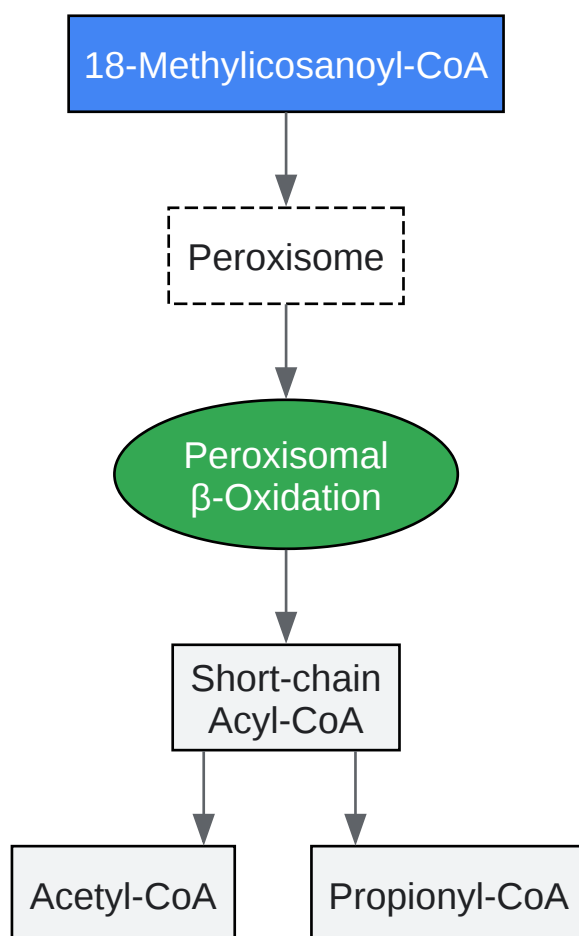 18-Methylicosanoyl-CoA
Peroxisome
Peroxisomal
β-Oxidation
Short-chain
Acyl-CoA
Acetyl-CoA
Propionyl-CoA